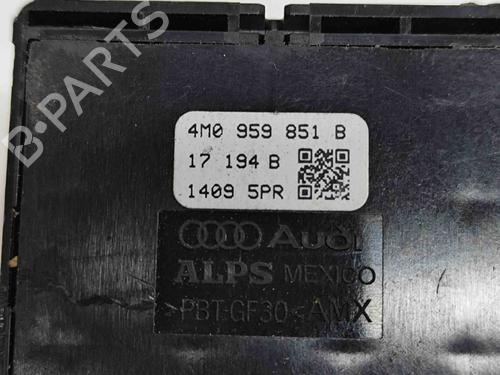 4M0 959 851 B
17 194 B
1409 5PR
Audi
ALPS MEXICO
>PBT-GF30< AMX
B-PARTS